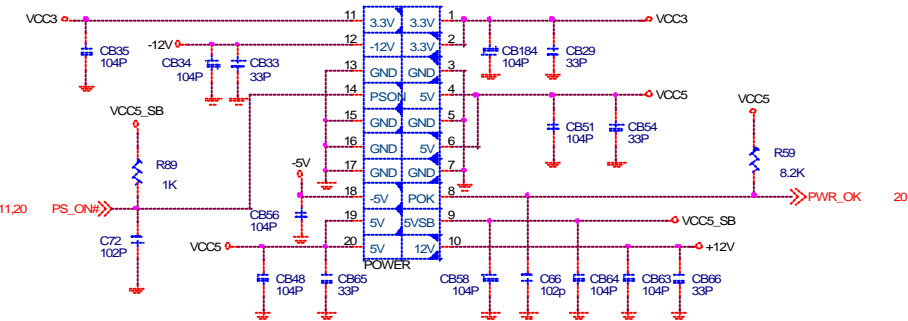 VCC3
11
3.3V
3.3V
1
VCC3
-12V
12
-12V
3.3V
2
CB35
104P
CB34
104P
CB33
33P
CB184
104P
CB29
33P
13
GND
GND
3
14
PSON
5V
4
VCC5
VCC5
VCC5_SB
15
GND
GND
5
CB51
104P
CB54
33P
16
GND
5V
6
R89
1K
-5V
17
GND
GND
7
R59
8.2K
18
-5V
POK
8
PWR_OK
20
11,20
PS_ON#
CB56
104P
19
5V
5VSB
9
VCC5_SB
C72
102P
VCC5
20
5V
12V
10
+12V
POWER
CB48
104P
CB65
33P
CB58
104P
C66
102p
CB64
104P
CB63
104P
CB66
33P